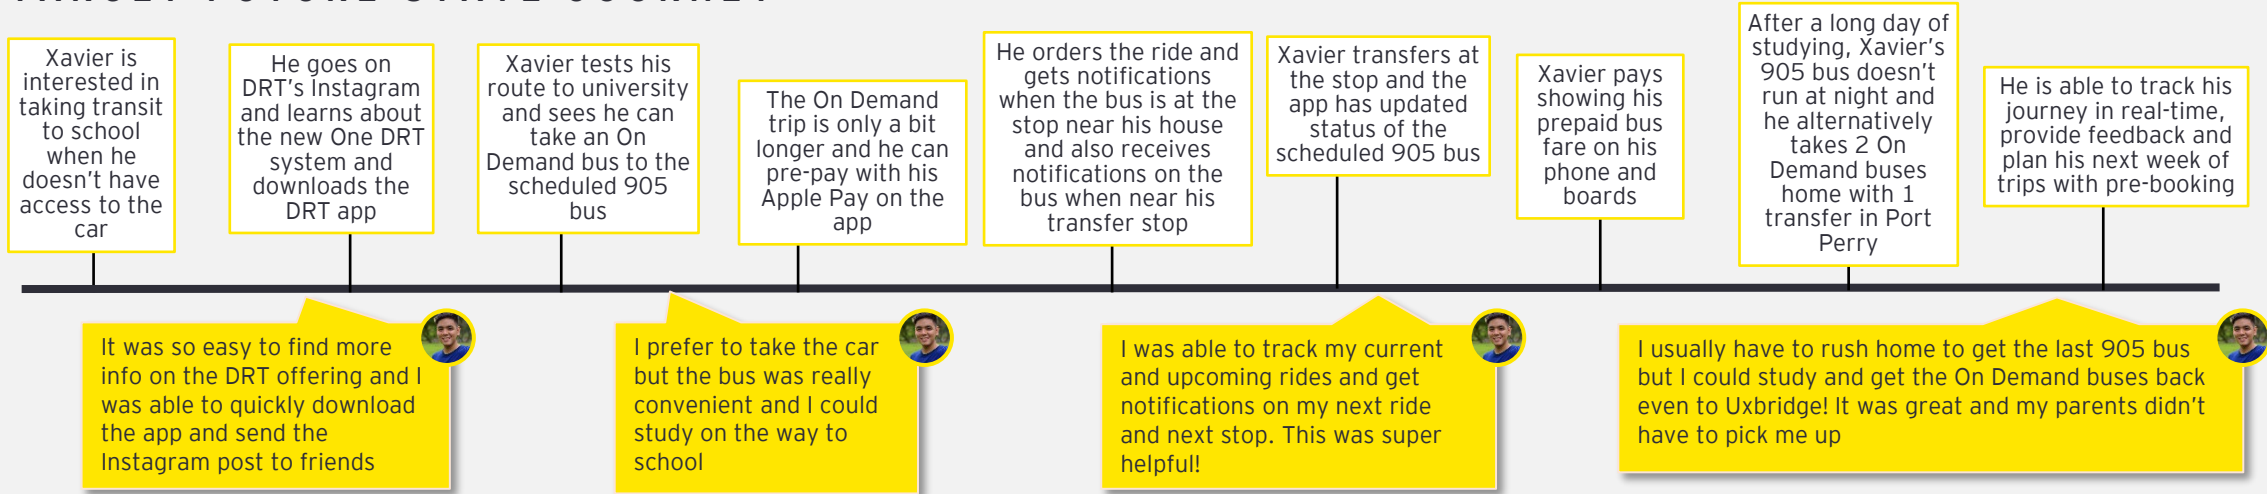 TARGET FUTURE STATE JOURNEY
Xavier is
interested in
taking transit
to school
when he
doesn't have
access to the
car
He goes on
DRT's Instagram
and learns about
the new One DRT
system and
downloads the
DRT app
Xavier tests his
route to university
and sees he can
take an On
Demand bus to the
scheduled 905
bus
The On Demand
trip is only a bit
longer and he can
pre-pay with his
Apple Pay on the
app
He orders the ride and
gets notifications
when the bus is at the
stop near his house
and also receives
notifications on the
bus when near his
transfer stop
Xavier transfers at
the stop and the
app has updated
status of the
scheduled 905 bus
Xavier pays
showing his
prepaid bus
fare on his
phone and
boards
After a long day of
studying, Xavier's
905 bus doesn't
run at night and
he alternatively
takes 2 On
Demand buses
home with 1
transfer in Port
Perry
He is able to track his
journey in real-time,
provide feedback and
plan his next week of
trips with pre-booking
It was so easy to find more
info on the DRT offering and I
was able to quickly download
the app and send the
Instagram post to friends
I prefer to take the car
but the bus was really
convenient and I could
study on the way to
school
I was able to track my current
and upcoming rides and get
notifications on my next ride
and next stop. This was super
helpful!
I usually have to rush home to get the last 905 bus
but I could study and get the On Demand buses back
even to Uxbridge! It was great and my parents didn't
have to pick me up